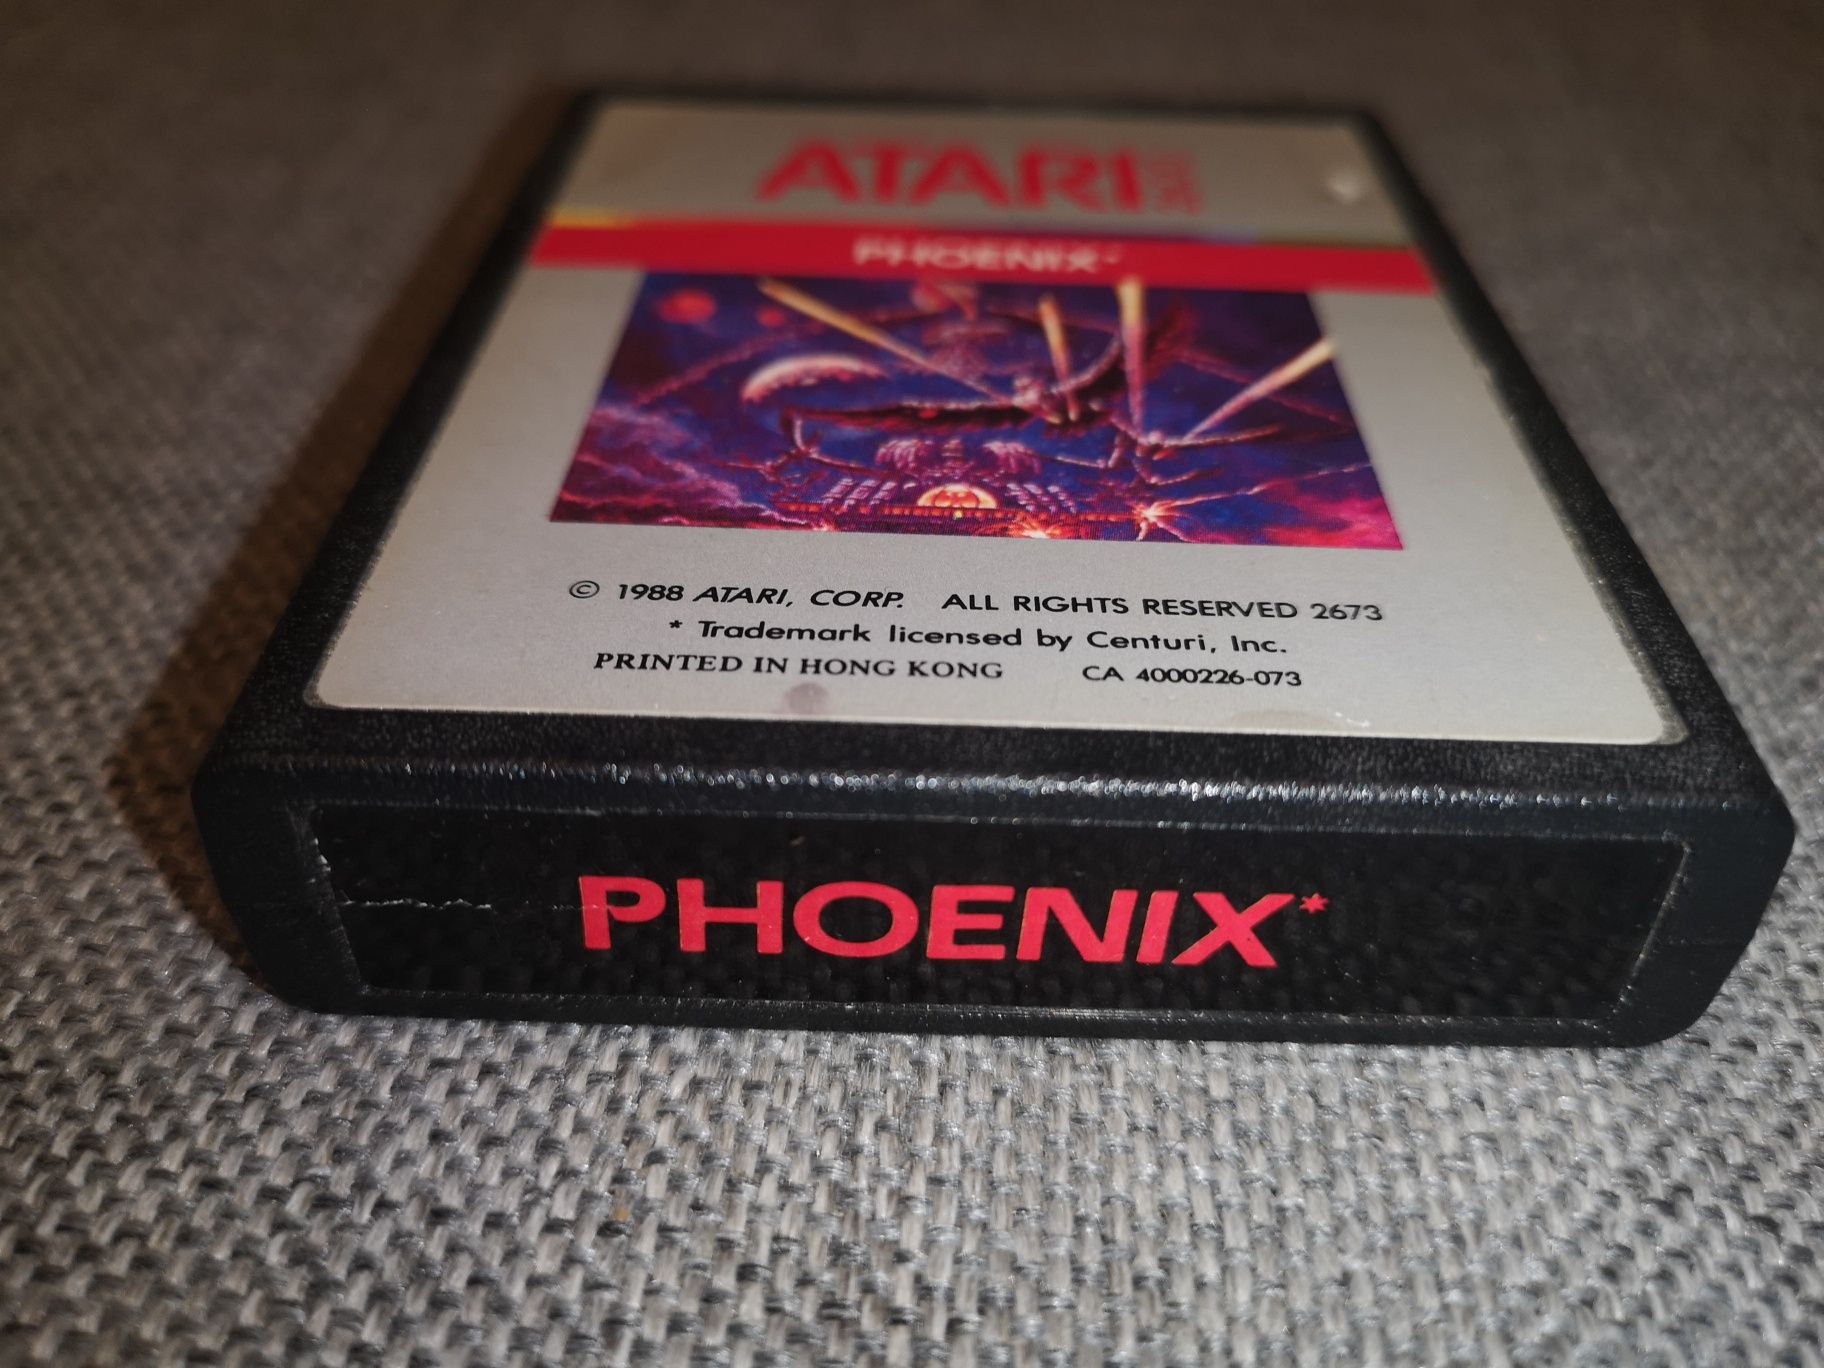 ATARI 2600
PHOENIX*
© 1988 ATARI, CORP. ALL RIGHTS RESERVED 2673
* Trademark licensed by Centuri, Inc.
PRINTED IN HONG KONG CA 4000226-073
PHOENIX*